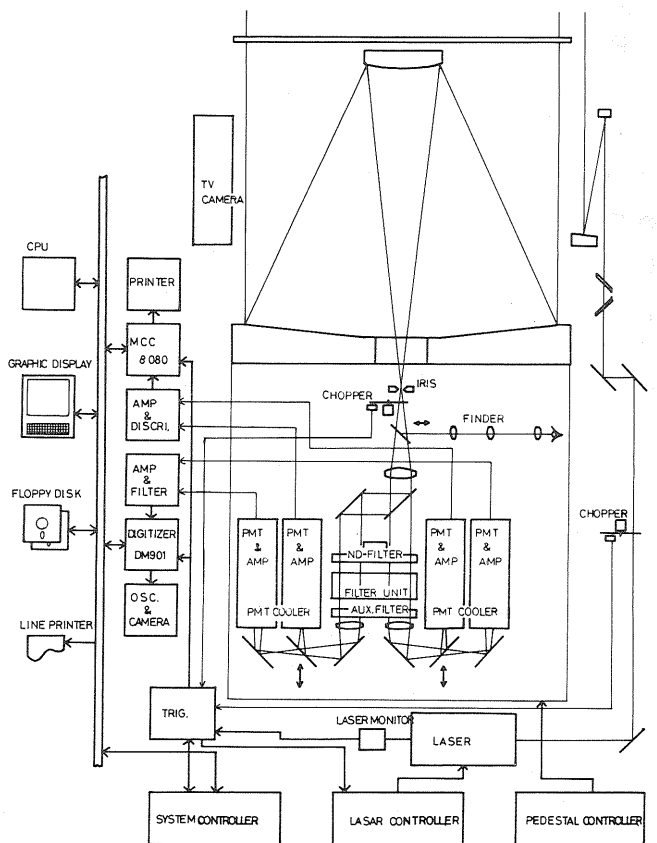 TV
CAMERA
CPU
PRINTER
MCC
8080
GRAPHIC DISPLAY
AMP
&
DISCRI.
CHOPPER
IRIS
FINDER
AMP
&
FILTER
FLOPPY DISK
DIGITIZER
DM901
PMT
&
AMP
PMT
&
AMP
PMT
&
AMP
PMT
&
AMP
ND-FILTER
FILTER UNIT
AUX.FILTER
PMT COOLER
PMT COOLER
CHOPPER
OSC.
&
CAMERA
LINE PRINTER
TRIG.
LASER MONITOR
LASER
SYSTEM CONTROLLER
LASAR CONTROLLER
PEDESTAL CONTROLLER